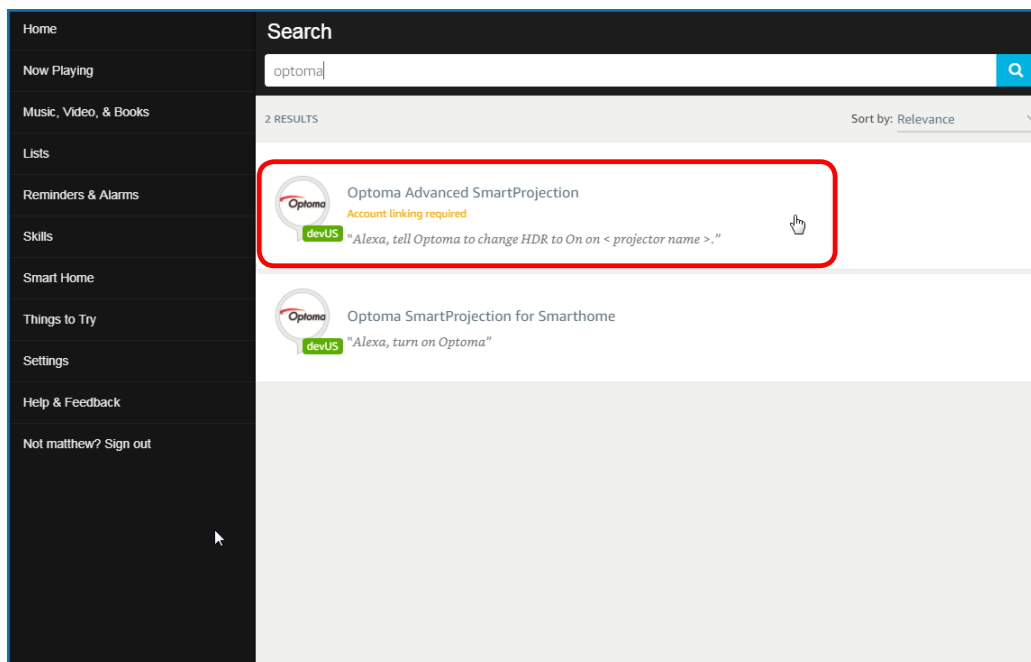 Home
Now Playing
Music, Video, & Books
Lists
Reminders & Alarms
Skills
Smart Home
Things to Try
Settings
Help & Feedback
Not matthew? Sign out
Search
optoma
2 RESULTS
Sort by: Relevance
Optoma
devUS
Optoma Advanced SmartProjection
Account linking required
"Alexa, tell Optoma to change HDR to On on < projector name >."
Optoma
devUS
Optoma SmartProjection for Smarthome
"Alexa, turn on Optoma"